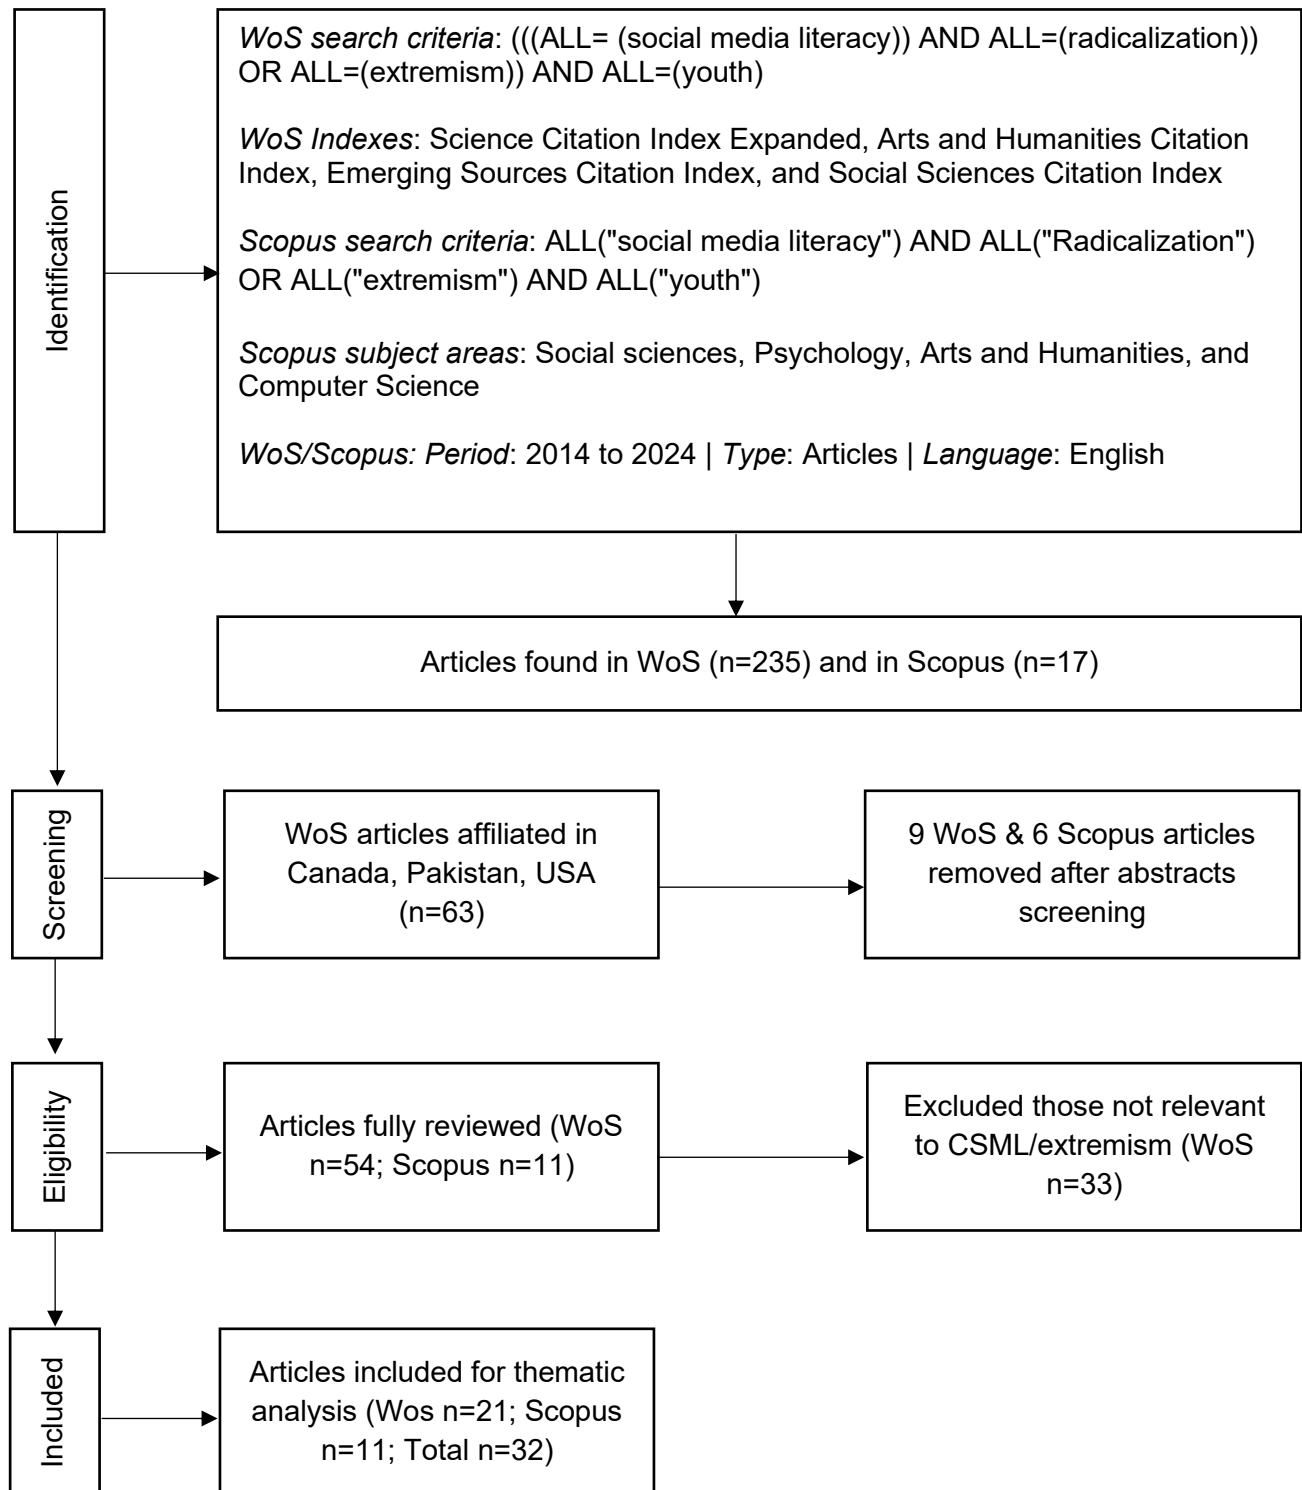 Identification
WoS search criteria: (((ALL= (social media literacy)) AND ALL=(radicalization))
OR ALL=(extremism)) AND ALL=(youth)
WoS Indexes: Science Citation Index Expanded, Arts and Humanities Citation
Index, Emerging Sources Citation Index, and Social Sciences Citation Index
Scopus search criteria: ALL("social media literacy") AND ALL("Radicalization")
OR ALL("extremism") AND ALL("youth")
Scopus subject areas: Social sciences, Psychology, Arts and Humanities, and
Computer Science
WoS/Scopus: Period: 2014 to 2024 | Type: Articles | Language: English
Articles found in WoS (n=235) and in Scopus (n=17)
Screening
WoS articles affiliated in
Canada, Pakistan, USA
(n=63)
9 WoS & 6 Scopus articles
removed after abstracts
screening
Eligibility
Articles fully reviewed (WoS
n=54; Scopus n=11)
Excluded those not relevant
to CSML/extremism (WoS
n=33)
Included
Articles included for thematic
analysis (Wos n=21; Scopus
n=11; Total n=32)